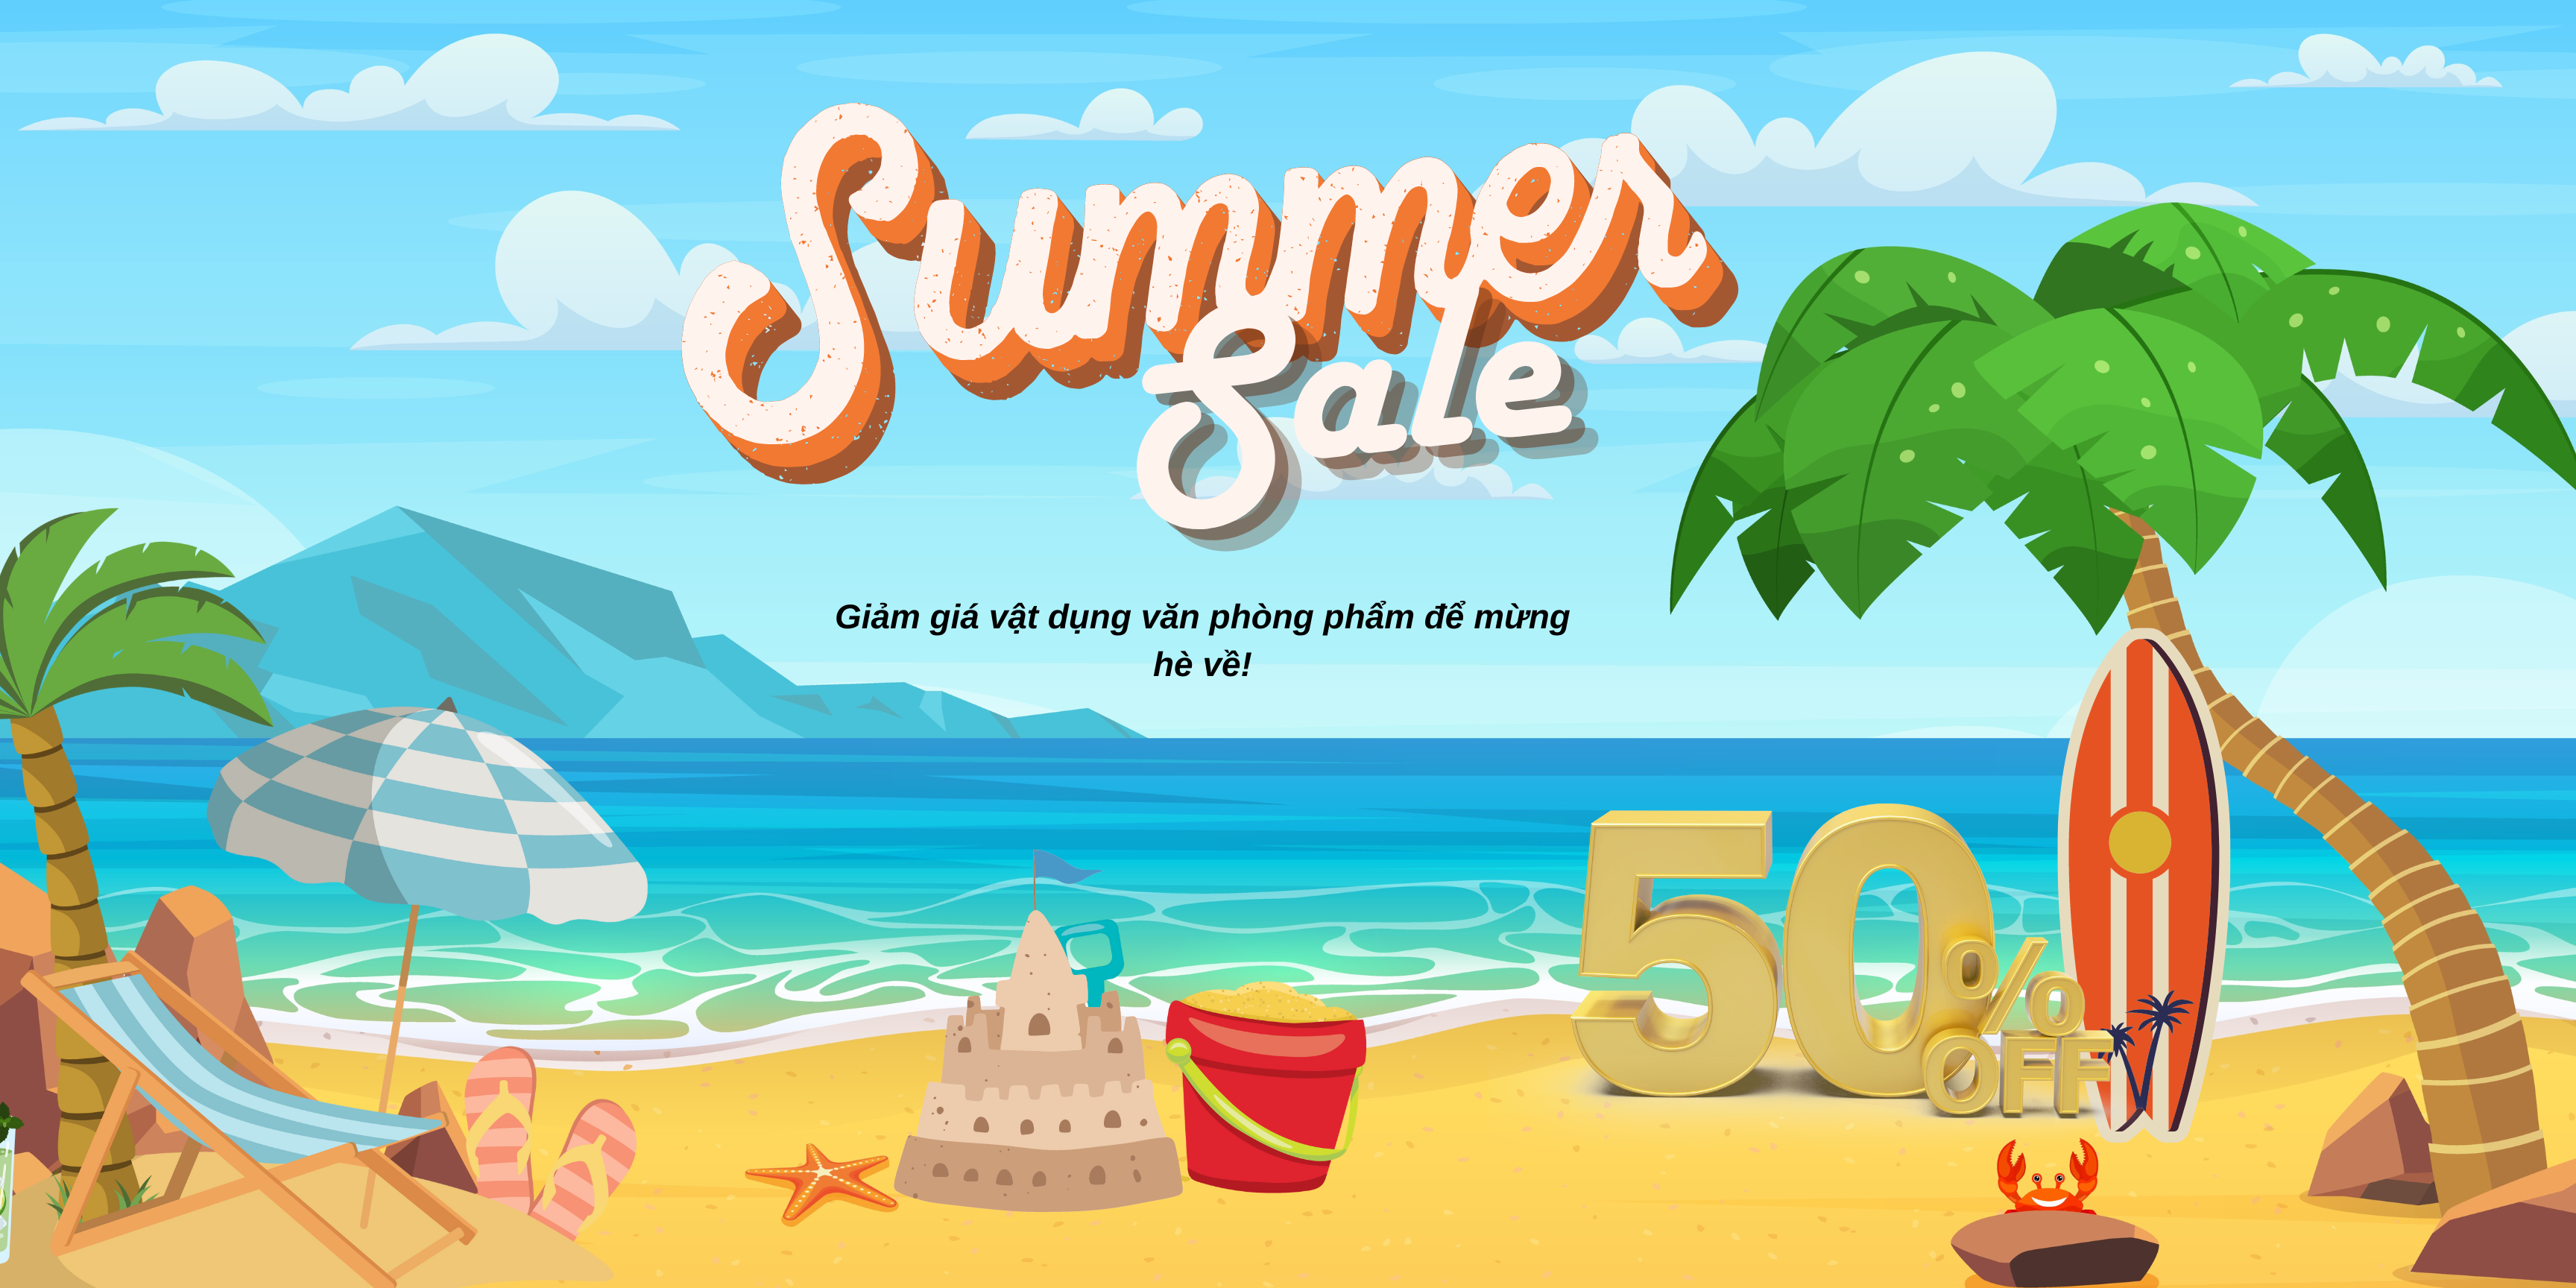 Summer
Sale
Giảm giá vật dụng văn phòng phẩm để mừng
hè về!
50%
OFF